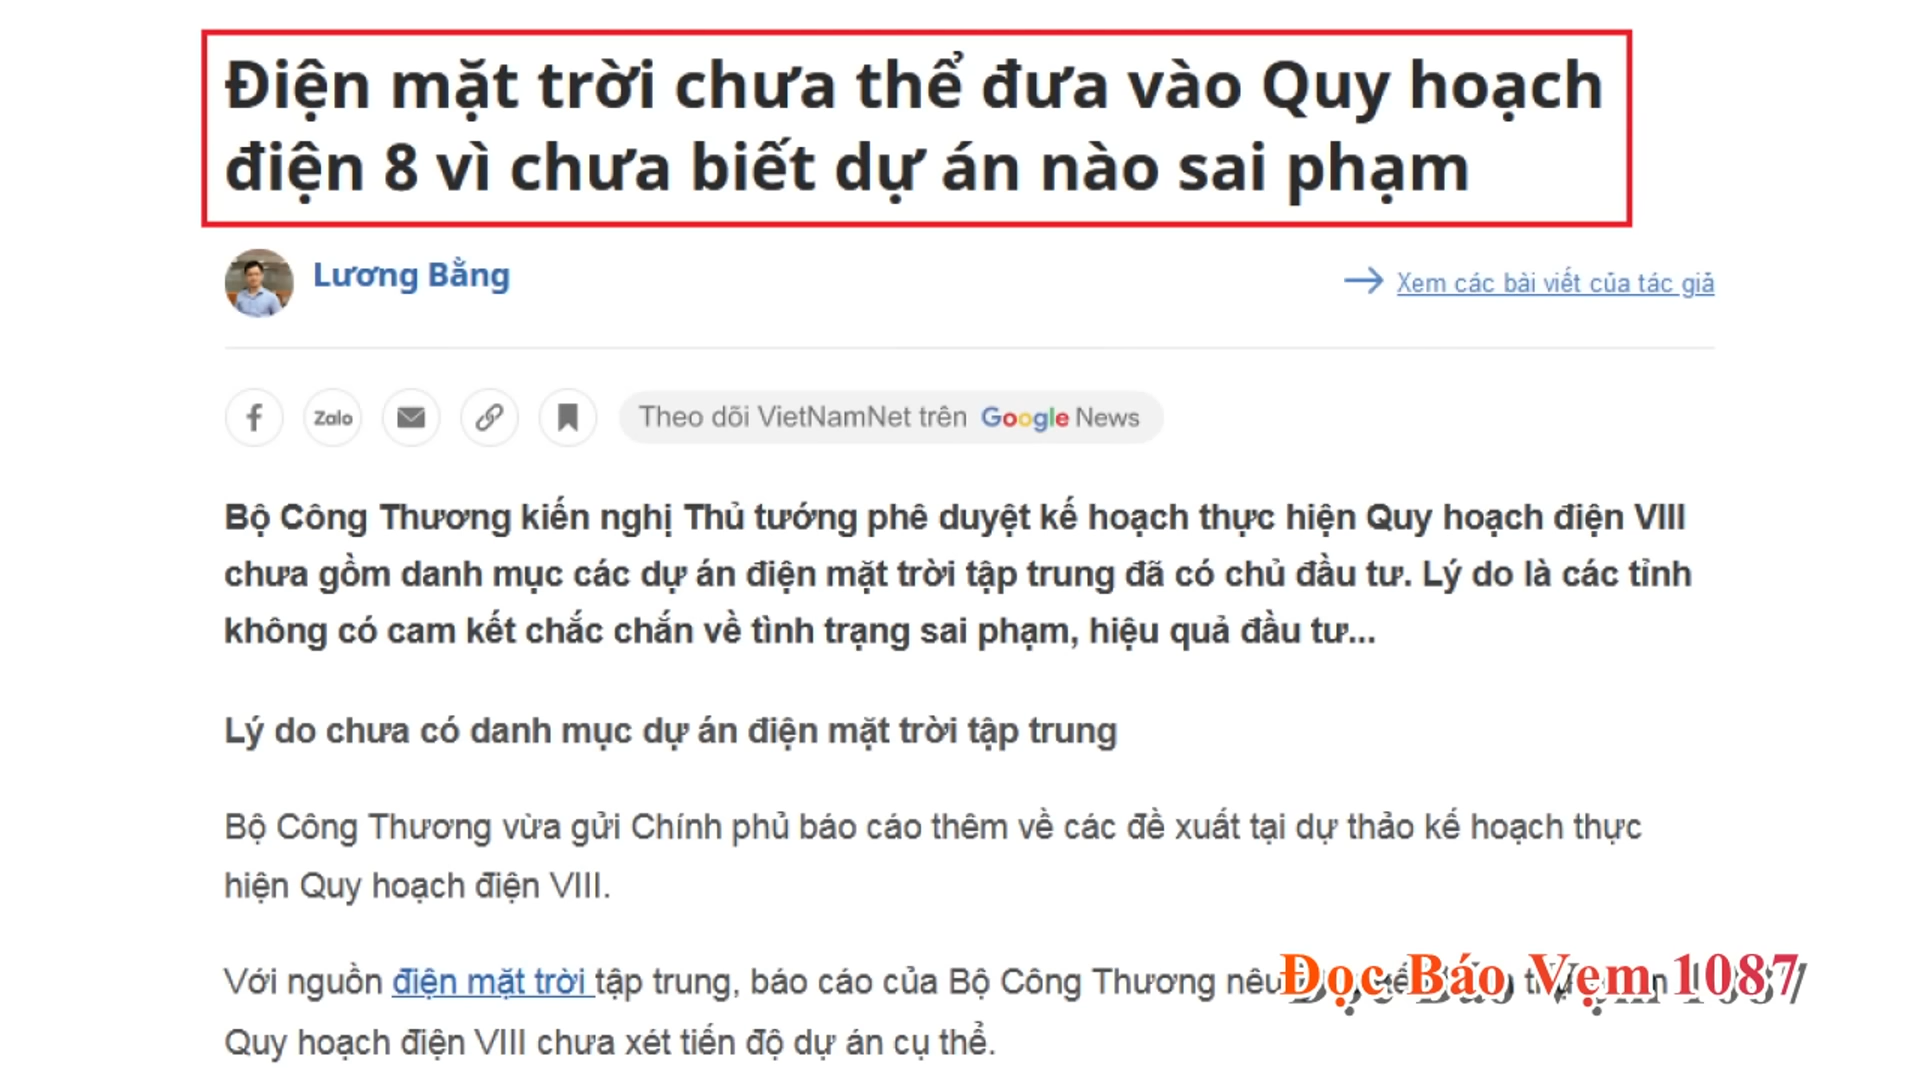 Điện mặt trời chưa thể đưa vào Quy hoạch
điện 8 vì chưa biết dự án nào sai phạm
Lương Bằng
Xem các bài viết của tác giả
Zalo
Theo dõi VietNamNet trên Google News
Bộ Công Thương kiến nghị Thủ tướng phê duyệt kế hoạch thực hiện Quy hoạch điện VIII
chưa gồm danh mục các dự án điện mặt trời tập trung đã có chủ đầu tư. Lý do là các tỉnh
không có cam kết chắc chắn về tình trạng sai phạm, hiệu quả đầu tư...
Lý do chưa có danh mục dự án điện mặt trời tập trung
Bộ Công Thương vừa gửi Chính phủ báo cáo thêm về các đề xuất tại dự thảo kế hoạch thực
hiện Quy hoạch điện VIII.
Với nguồn điện mặt trời tập trung, báo cáo của Bộ Công Thương
Đọc Báo Vẹm 1087
Quy hoạch điện VIII chưa xét tiến độ dự án cụ thể.